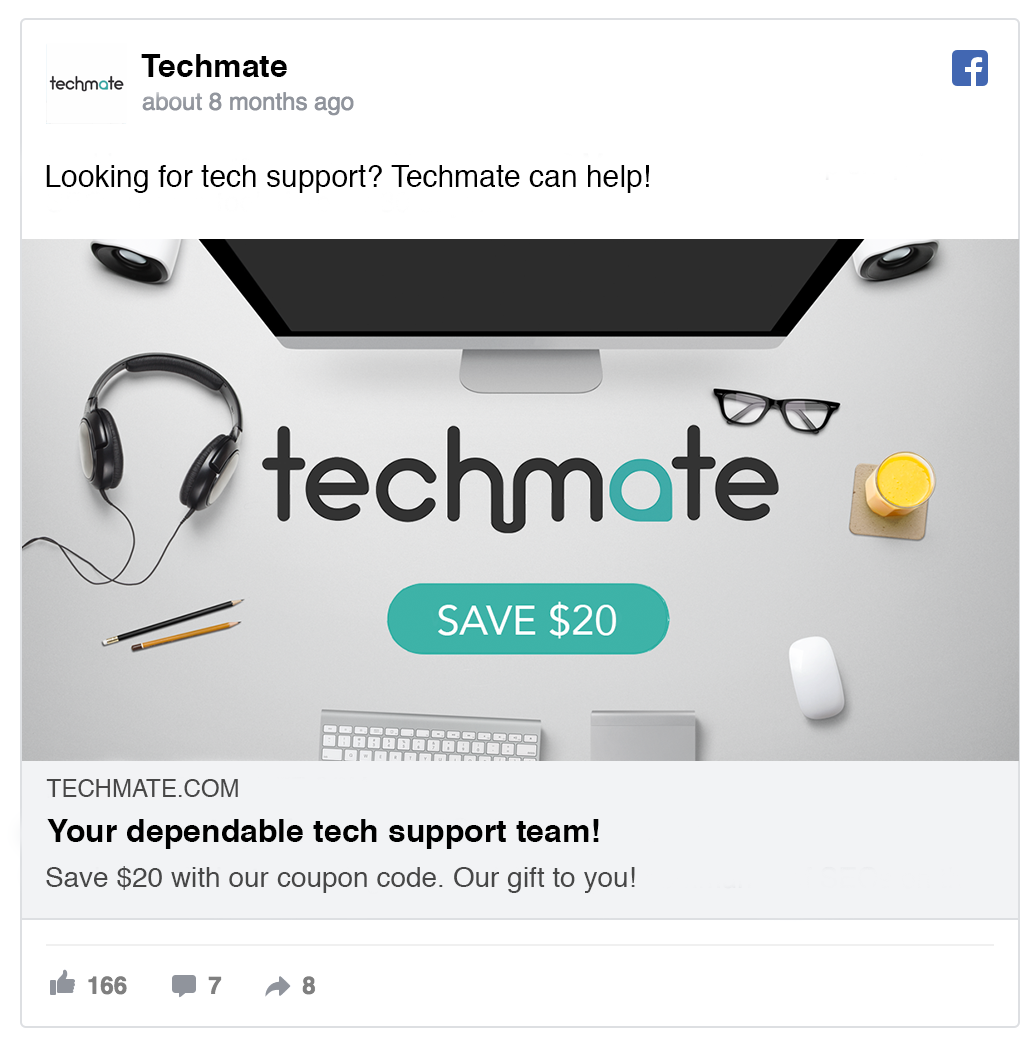 techmate
Techmate
about 8 months ago
Looking for tech support? Techmate can help!
techmate
SAVE $20
TECHMATE.COM
Your dependable tech support team!
Save $20 with our coupon code. Our gift to you!
166 7 8